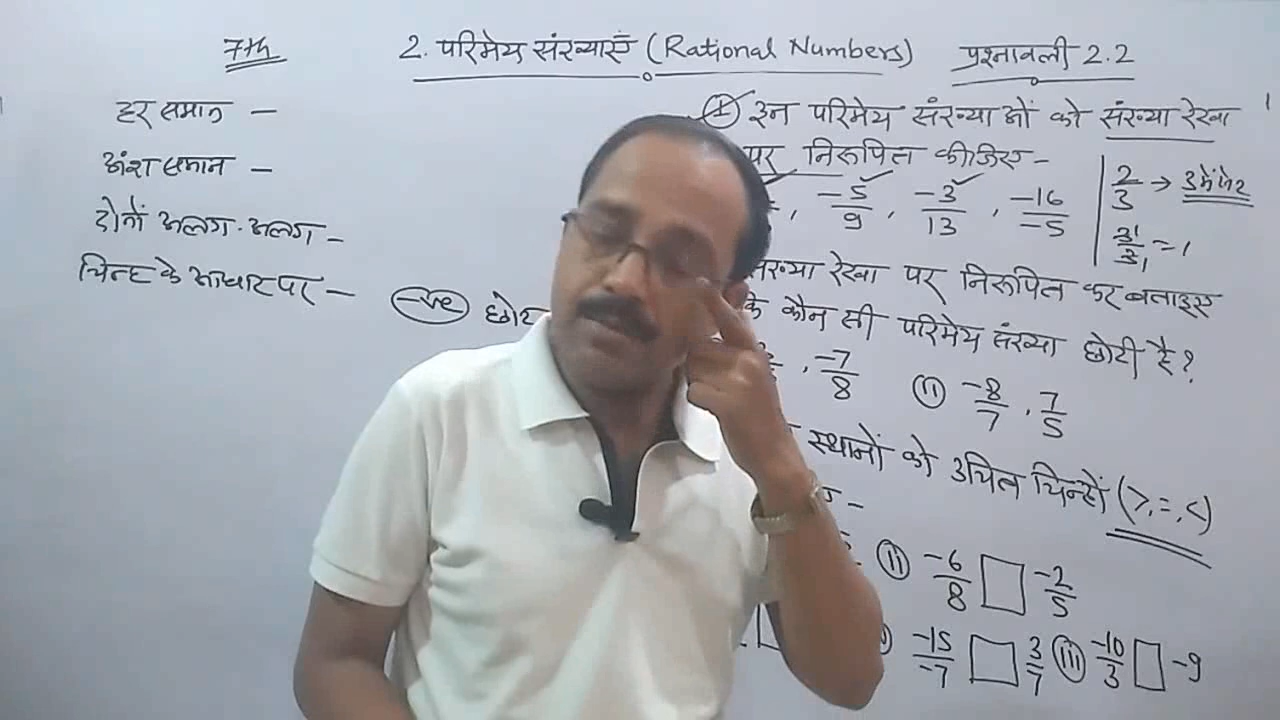 7th
2. परिमेय संख्याएँ (Rational Numbers) प्रश्नावली 2.2
हर समान –
अंश समान –
दोनों अलग-अलग –
चिन्ह के आधार पर – -ve छोट
① इन परिमेय संख्याओं को संख्या रेखा
पर निरूपित कीजिए-
, -5/9, -3/13, -16/-5
2/3 → 3 में से 2
3/3 = 1
संख्या रेखा पर निरूपित कर बताइए
के कौन सी परिमेय संख्या छोटी है?
, -7/8 (ii) -8/7, 7/5
स्थानों को उचित चिन्हों (>, =, <)
(ii) -6/8 □ -2/5
-15/-7 □ 3/7 (iii) -10/3 □ -9